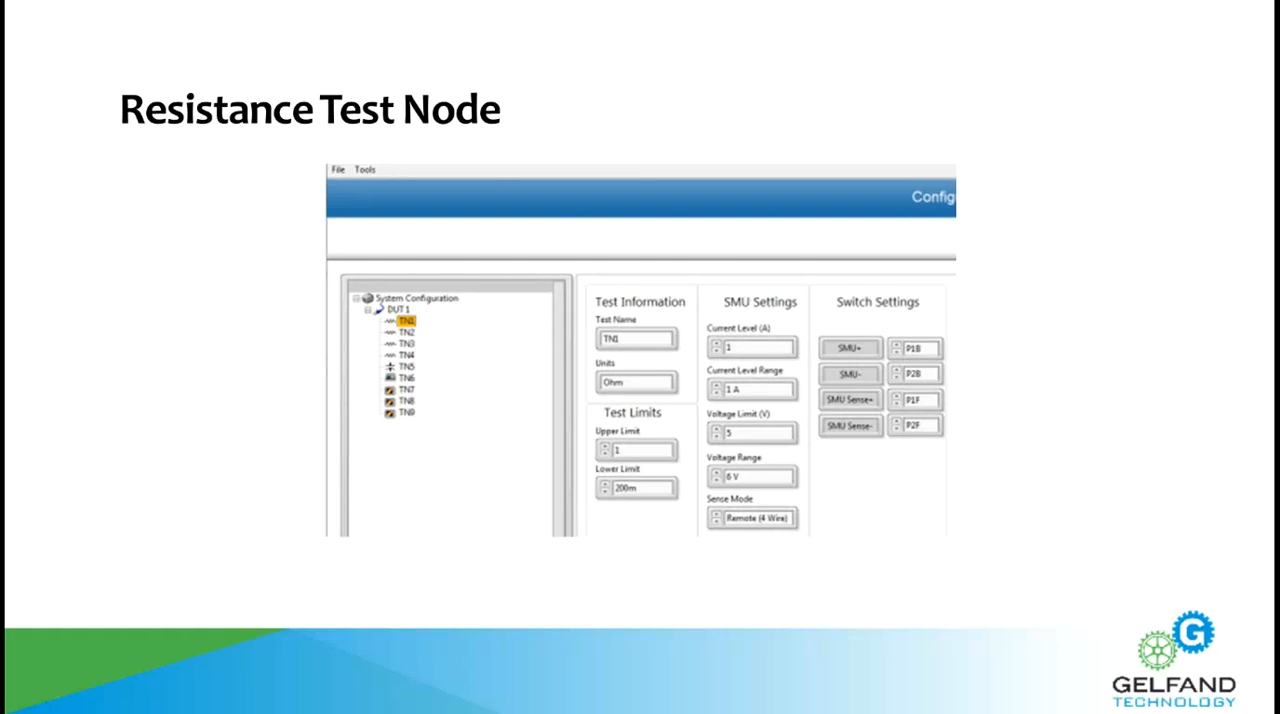 Resistance Test Node
File Tools
Config
System Configuration
DUT 1
TN1
TN2
TN3
TN4
TN5
TN6
TN7
TN8
TN9
Test Information
Test Name
TN1
Units
Ohm
Test Limits
Upper Limit
1
Lower Limit
200m
SMU Settings
Current Level (A)
1
Current Level Range
1 A
Voltage Limit (V)
5
Voltage Range
6 V
Sense Mode
Remote (4 Wire)
Switch Settings
SMU+ P1B
SMU- P2B
SMU Sense+ P1F
SMU Sense- P2F
G
GELFAND
TECHNOLOGY